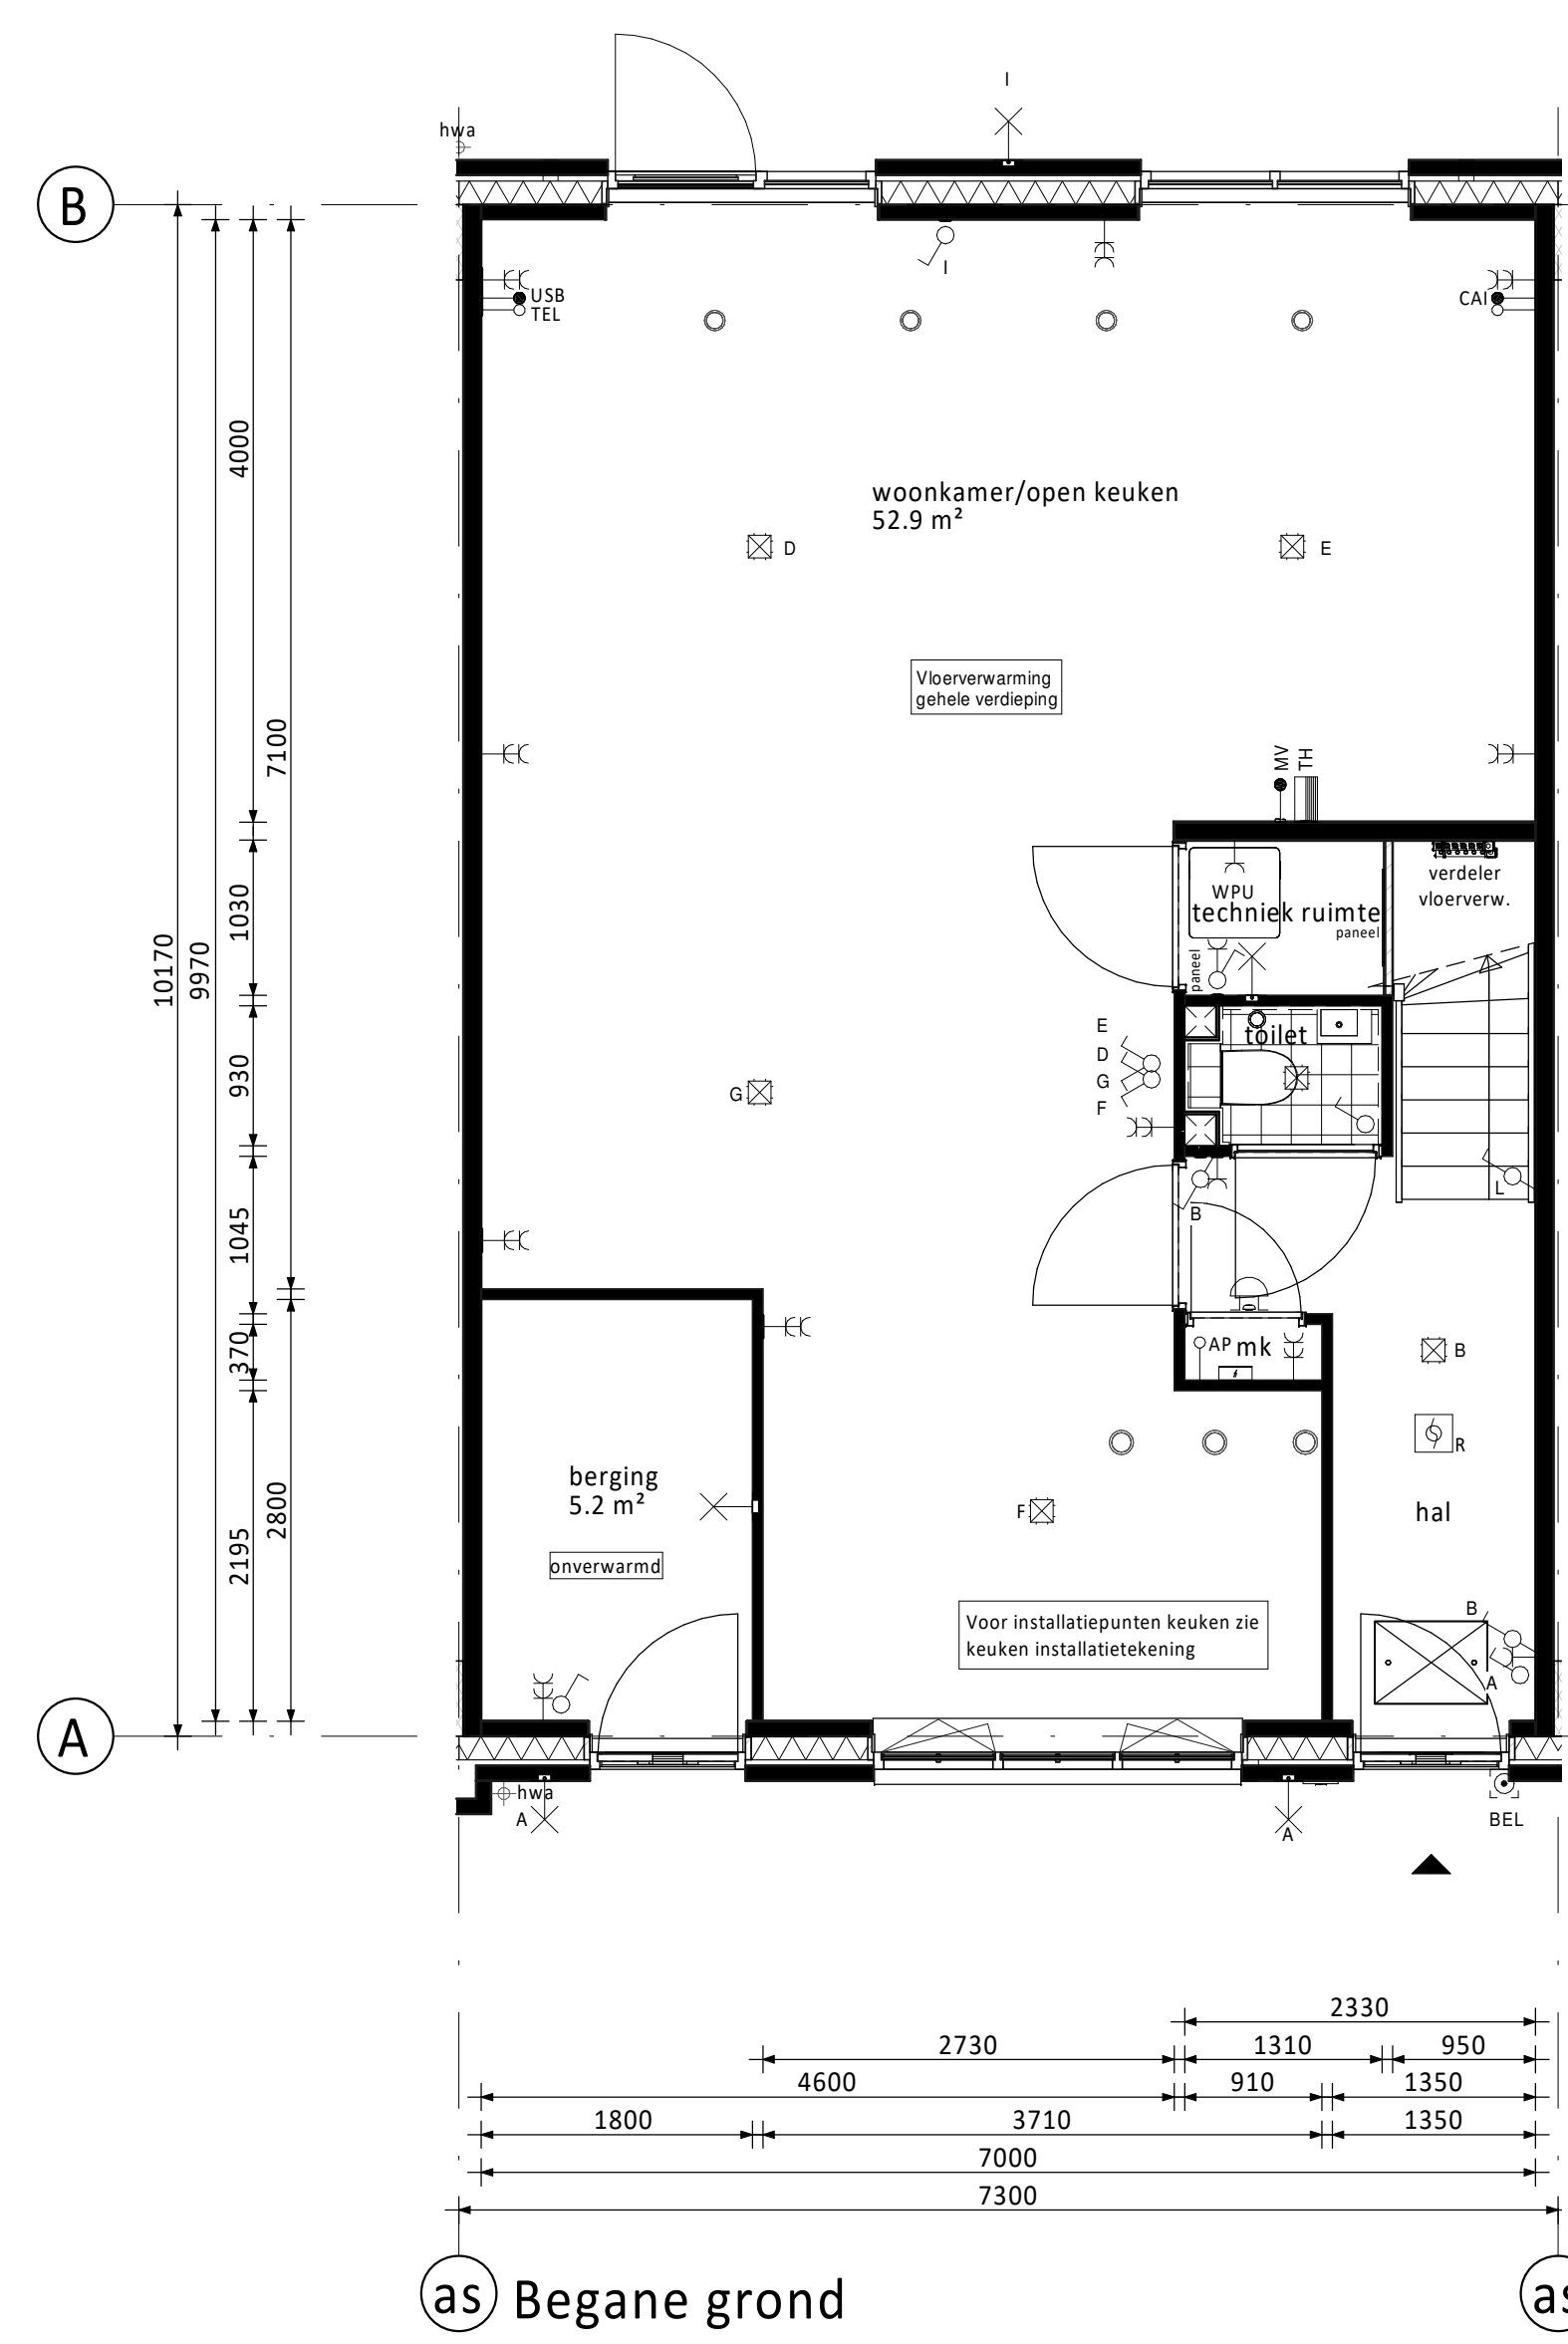 I
hwa
B
I
USB
TEL
CAI
4000
woonkamer/open keuken
52.9 m²
D
E
Vloerverwarming
gehele verdieping
7100
MV
TH
verdeler
vloerverw.
WPU
techniek ruimte
paneel
paneel
1030
10170
9970
E
D
G
F
toilet
930
G
L
B
1045
370
AP
mk
B
R
berging
5.2 m²
F
hal
2800
2195
onverwarmd
Voor installatiepunten keuken zie
keuken installatietekening
B
A
A
hwa
A
A
BEL
2330
2730
1310
950
4600
910
1350
1800
3710
1350
7000
7300
as
Begane grond
as